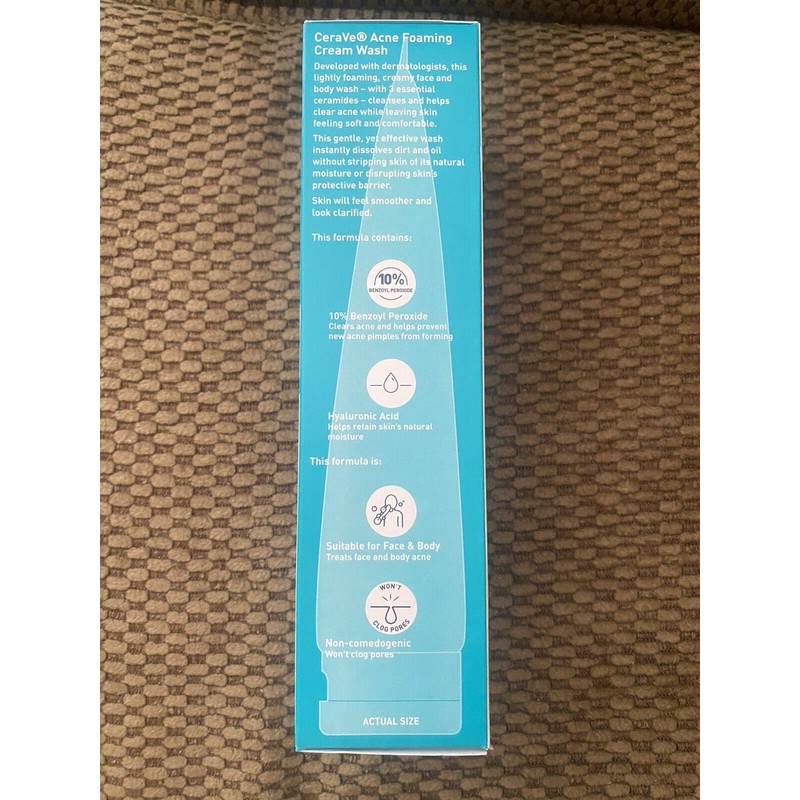 CeraVe® Acne Foaming
Cream Wash
Developed with dermatologists, this
lightly foaming, creamy face and
body wash – with 3 essential
ceramides – cleanses and helps
clear acne while leaving skin
feeling soft and comfortable.
This gentle, yet effective wash
instantly dissolves dirt and oil
without stripping skin of its natural
moisture or disrupting skin's
protective barrier.
Skin will feel smoother and
look clarified.
This formula contains:
10%
BENZOYL PEROXIDE
10% Benzoyl Peroxide
Clears acne and helps prevent
new acne pimples from forming
Hyaluronic Acid
Helps retain skin's natural
moisture
This formula is:
Suitable for Face & Body
Treats face and body acne
WON'T
CLOG PORES
Non-comedogenic
Won't clog pores
ACTUAL SIZE